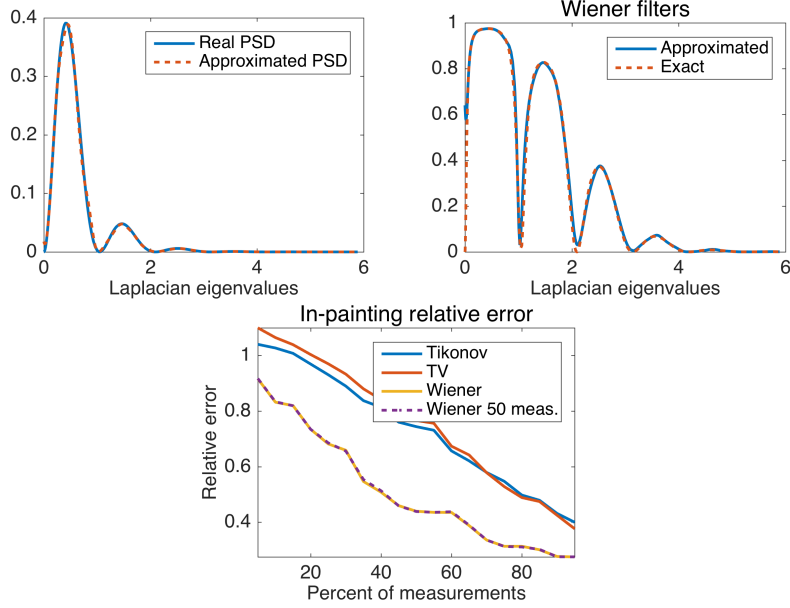 Real PSD
Approximated PSD
0.4
0.3
0.2
0.1
0
0 2 4 6
Laplacian eigenvalues
Wiener filters
Approximated
Exact
1
0.8
0.6
0.4
0.2
0
0 2 4 6
Laplacian eigenvalues
In-painting relative error
Tikonov
TV
Wiener
Wiener 50 meas.
Relative error
1
0.8
0.6
0.4
20 40 60 80
Percent of measurements